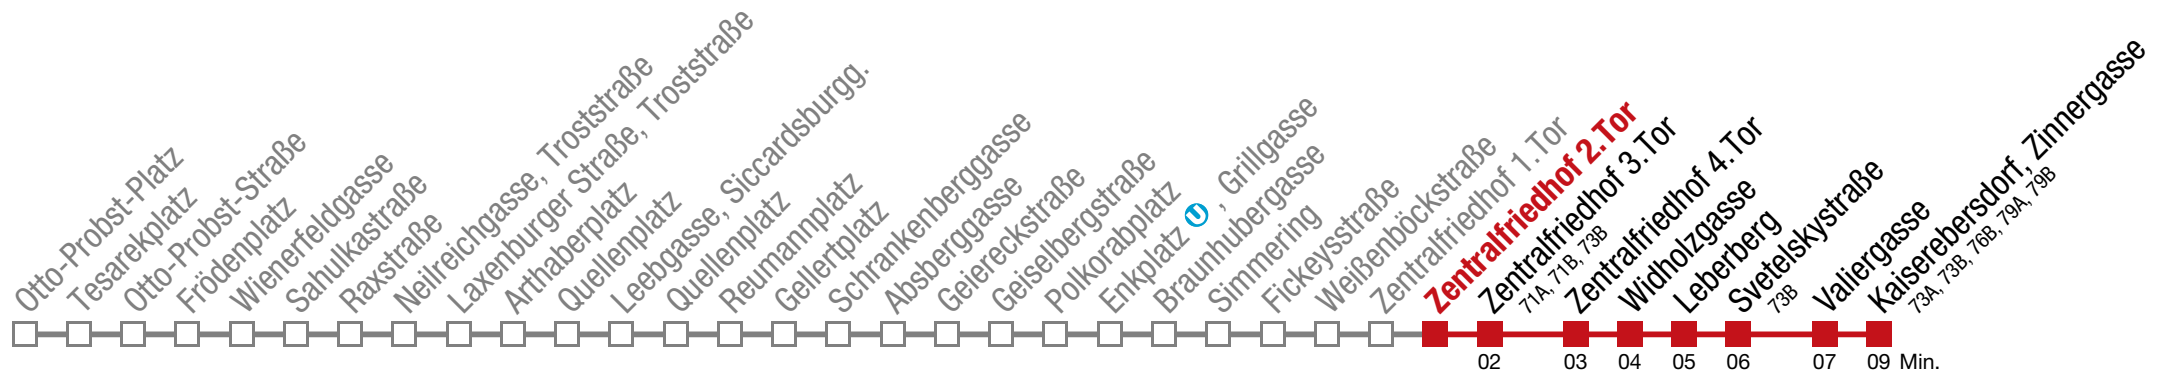 Otto-Probst-Platz
Tesarekplatz
Otto-Probst-Straße
Frödenplatz
Wienerfeldgasse
Sahulkastraße
Raxstraße
Neilreichgasse, Troststraße
Laxenburger Straße, Troststraße
Arthaberplatz
Quellenplatz
Leebgasse, Siccardsburgg.
Quellenplatz
Reumannplatz
Gellertplatz
Schrankenberggasse
Absberggasse
Geiereckstraße
Geiselbergstraße
Polkorabplatz
Enkplatz U, Grillgasse
Braunhubergasse
Simmering
Fickeysstraße
Weißenböckstraße
Zentralfriedhof 1.Tor
Zentralfriedhof 2.Tor
Zentralfriedhof 3.Tor
71A, 71B, 73B
Zentralfriedhof 4.Tor
Widholzgasse
Leberberg
Svetelskystraße
73B
Valiergasse
Kaiserebersdorf, Zinnergasse
73A, 73B, 76B, 79A, 79B
02 03 04 05 06 07 09 Min.